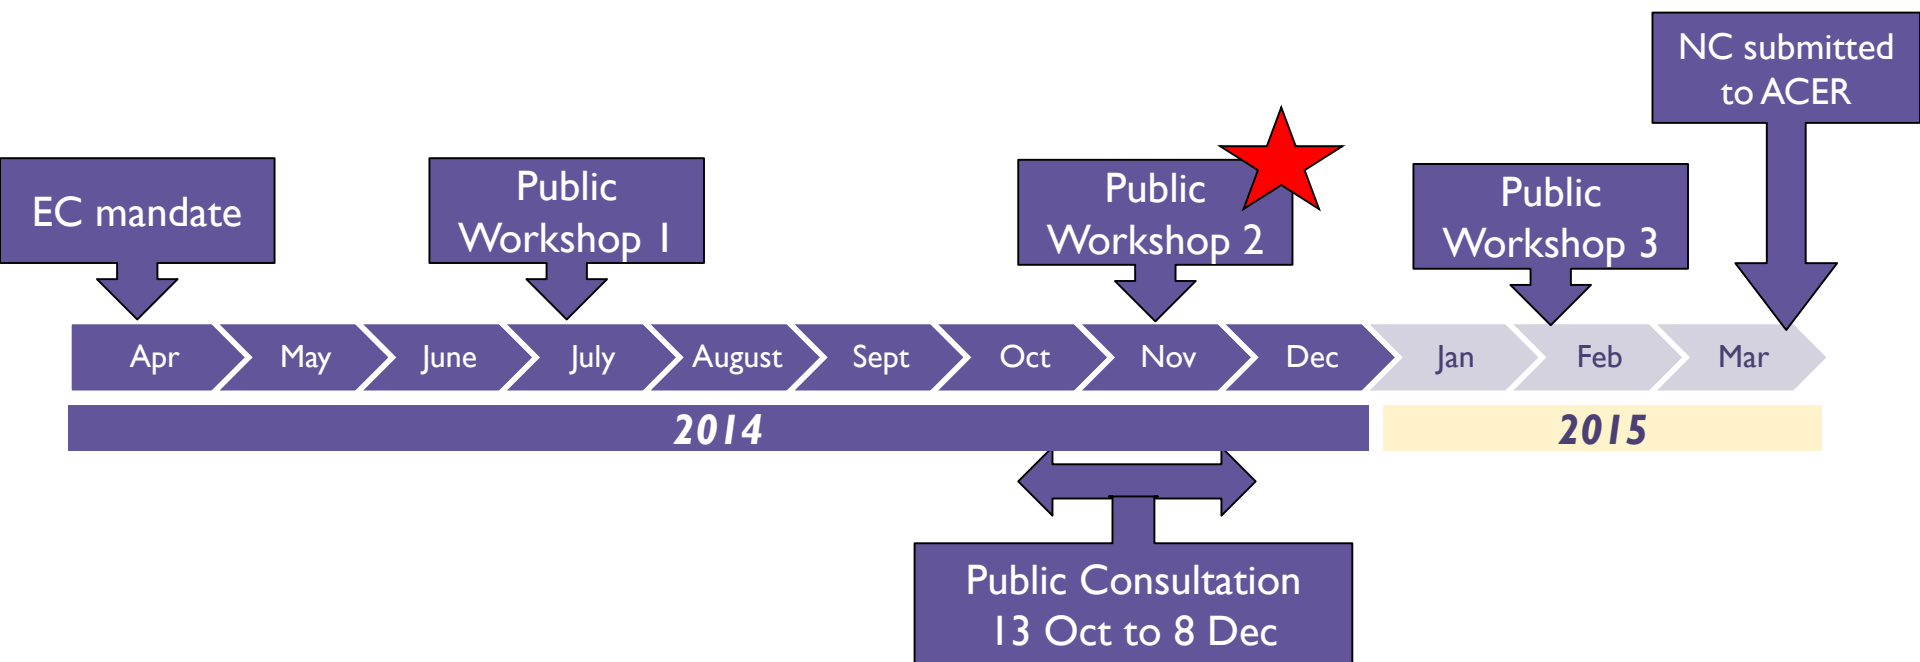 NC submitted
to ACER
EC mandate
Public
Workshop 1
Public
Workshop 2
Public
Workshop 3
Apr
May
June
July
August
Sept
Oct
Nov
Dec
Jan
Feb
Mar
2014
2015
Public Consultation
13 Oct to 8 Dec